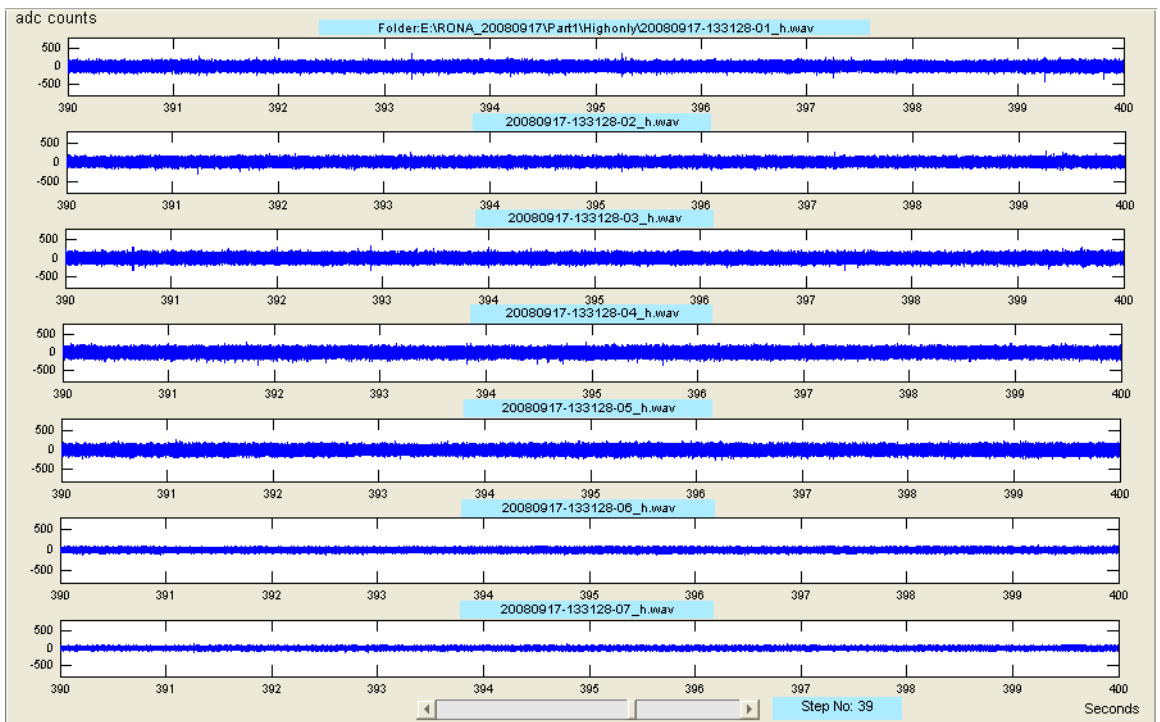 adc counts
Folder:E:\RONA_20080917\Part1\Highonly\20080917-133128-01_h.wav
500
0
-500
390 391 392 393 394 395 396 397 398 399 400
20080917-133128-02_h.wav
500
0
-500
390 391 392 393 394 395 396 397 398 399 400
20080917-133128-03_h.wav
500
0
-500
390 391 392 393 394 395 396 397 398 399 400
20080917-133128-04_h.wav
500
0
-500
390 391 392 393 394 395 396 397 398 399 400
20080917-133128-05_h.wav
500
0
-500
390 391 392 393 394 395 396 397 398 399 400
20080917-133128-06_h.wav
500
0
-500
390 391 392 393 394 395 396 397 398 399 400
20080917-133128-07_h.wav
500
0
-500
390 391 392 393 394 395 396 397 398 399 400
Step No: 39
Seconds